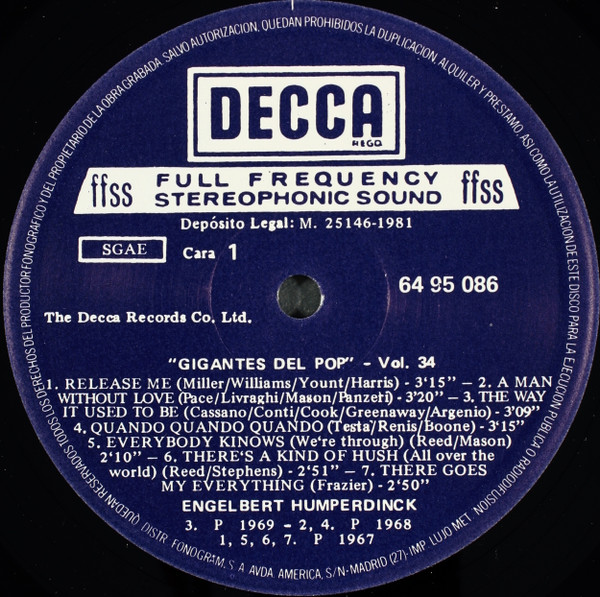 QUEDAN RESERVADOS TODOS LOS DERECHOS DEL PRODUCTOR FONOGRAFICO Y DEL PROPIETARIO DE LA OBRA GRABADA. SALVO AUTORIZACION, QUEDAN PROHIBIDOS LA DUPLICACION, ALQUILER Y PRESTAMO, ASI COMO LA UTILIZACION DE ESTE DISCO PARA LA EJECUCION PUBLICA O RADIODIFUSION.
DECCA
REGD
ffss FULL FREQUENCY ffss
STEREOPHONIC SOUND
Depósito Legal: M. 25146-1981
SGAE Cara 1
64 95 086
The Decca Records Co. Ltd.
"GIGANTES DEL POP" - Vol. 34
1. RELEASE ME (Miller/Williams/Yount/Harris) - 3'15" — 2. A MAN
WITHOUT LOVE (Pace/Livraghi/Mason/Panzeri) - 3'20" — 3. THE WAY
IT USED TO BE (Cassano/Conti/Cook/Greenaway/Argenio) - 3'09"
4. QUANDO QUANDO QUANDO (Testa/Renis/Boone) - 3'15"
5. EVERYBODY KINOWS (We're through) (Reed/Mason)
2'10" — 6. THERE'S A KIND OF HUSH (All over the
world) (Reed/Stephens) - 2'51" — 7. THERE GOES
MY EVERYTHING (Frazier) - 2'50"
ENGELBERT HUMPERDINCK
3. P 1969 - 2, 4. P 1968
1, 5, 6, 7. P 1967
DISTR. FONOGRAM, S.A. AVDA. AMERICA, S/N-MADRID (27)-IMP. LUJO MET.